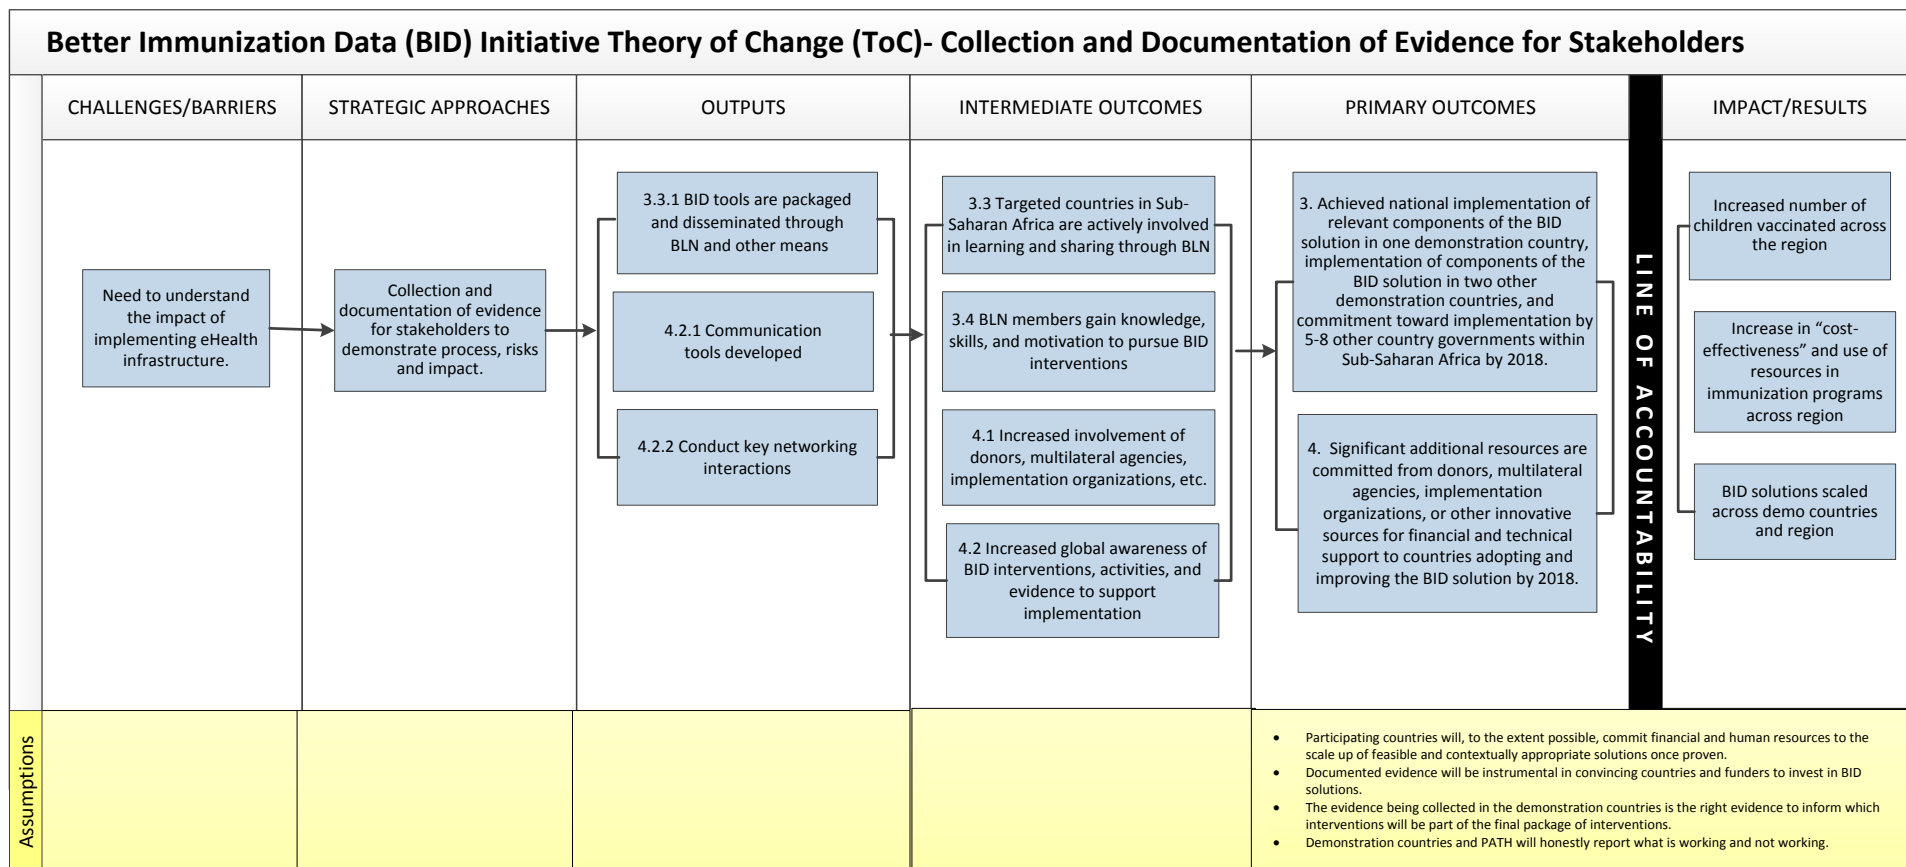 Better Immunization Data (BID) Initiative Theory of Change (ToC)- Collection and Documentation of Evidence for Stakeholders
CHALLENGES/BARRIERS
STRATEGIC APPROACHES
OUTPUTS
INTERMEDIATE OUTCOMES
PRIMARY OUTCOMES
IMPACT/RESULTS
Need to understand
the impact of
implementing eHealth
infrastructure.
Collection and
documentation of evidence
for stakeholders to
demonstrate process, risks
and impact.
3.3.1 BID tools are packaged
and disseminated through
BLN and other means
4.2.1 Communication
tools developed
4.2.2 Conduct key networking
interactions
3.3 Targeted countries in Sub-
Saharan Africa are actively involved
in learning and sharing through BLN
3.4 BLN members gain knowledge,
skills, and motivation to pursue BID
interventions
4.1 Increased involvement of
donors, multilateral agencies,
implementation organizations, etc.
4.2 Increased global awareness of
BID interventions, activities, and
evidence to support
implementation
3. Achieved national implementation of
relevant components of the BID
solution in one demonstration country,
implementation of components of the
BID solution in two other
demonstration countries, and
commitment toward implementation by
5-8 other country governments within
Sub-Saharan Africa by 2018.
4.  Significant additional resources are
committed from donors, multilateral
agencies, implementation
organizations, or other innovative
sources for financial and technical
support to countries adopting and
improving the BID solution by 2018.
LINE OF ACCOUNTABILITY
Increased number of
children vaccinated across
the region
Increase in “cost-
effectiveness” and use of
resources in
immunization programs
across region
BID solutions scaled
across demo countries
and region
Assumptions
• Participating countries will, to the extent possible, commit financial and human resources to the
scale up of feasible and contextually appropriate solutions once proven.
• Documented evidence will be instrumental in convincing countries and funders to invest in BID
solutions.
• The evidence being collected in the demonstration countries is the right evidence to inform which
interventions will be part of the final package of interventions.
• Demonstration countries and PATH will honestly report what is working and not working.